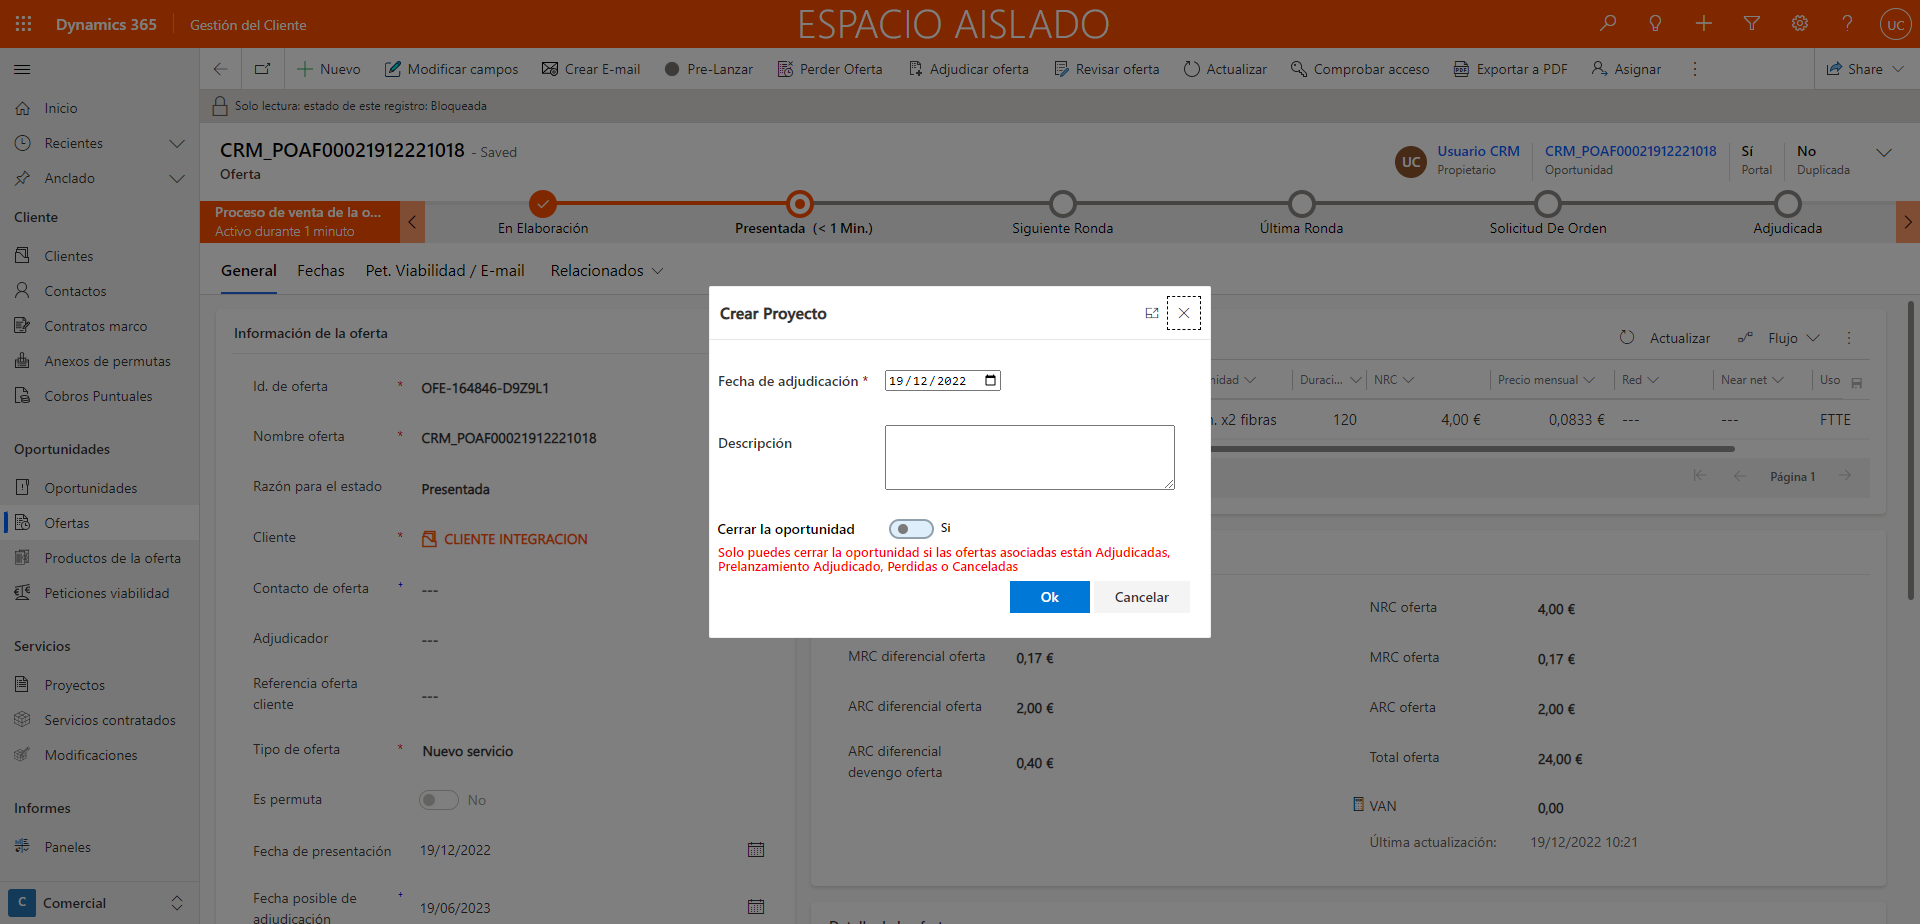 Dynamics 365
Gestión del Cliente
ESPACIO AISLADO
UC
Nuevo
Modificar campos
Crear E-mail
Pre-Lanzar
Perder Oferta
Adjudicar oferta
Revisar oferta
Actualizar
Comprobar acceso
Exportar a PDF
Asignar
Share
Solo lectura: estado de este registro: Bloqueada
Inicio
Recientes
Anclado
Cliente
Clientes
Contactos
Contratos marco
Anexos de permutas
Cobros Puntuales
Oportunidades
Oportunidades
Ofertas
Productos de la oferta
Peticiones viabilidad
Servicios
Proyectos
Servicios contratados
Modificaciones
Informes
Paneles
C
Comercial
CRM_POAF00021912221018 - Saved
Oferta
UC
Usuario CRM
Propietario
CRM_POAF00021912221018
Oportunidad
Sí
Portal
No
Duplicada
Proceso de venta de la o...
Activo durante 1 minuto
En Elaboración
Presentada (< 1 Min.)
Siguiente Ronda
Última Ronda
Solicitud De Orden
Adjudicada
General
Fechas
Pet. Viabilidad / E-mail
Relacionados
Información de la oferta
Id. de oferta * OFE-164846-D9Z9L1
Nombre oferta * CRM_POAF00021912221018
Razón para el estado Presentada
Cliente * CLIENTE INTEGRACION
Contacto de oferta + ---
Adjudicador ---
Referencia oferta
cliente ---
Tipo de oferta * Nuevo servicio
Es permuta No
Fecha de presentación 19/12/2022
Fecha posible de
adjudicación + 19/06/2023
Crear Proyecto
Fecha de adjudicación * 19/12/2022
Descripción
Cerrar la oportunidad Si
Solo puedes cerrar la oportunidad si las ofertas asociadas están Adjudicadas,
Prelanzamiento Adjudicado, Perdidas o Canceladas
Ok
Cancelar
Actualizar
Flujo
nidad
Duraci...
NRC
Precio mensual
Red
Near net
Uso
. x2 fibras
120
4,00 €
0,0833 €
---
---
FTTE
Página 1
NRC oferta 4,00 €
MRC diferencial oferta 0,17 €
MRC oferta 0,17 €
ARC diferencial oferta 2,00 €
ARC oferta 2,00 €
ARC diferencial
devengo oferta 0,40 €
Total oferta 24,00 €
VAN 0,00
Última actualización: 19/12/2022 10:21